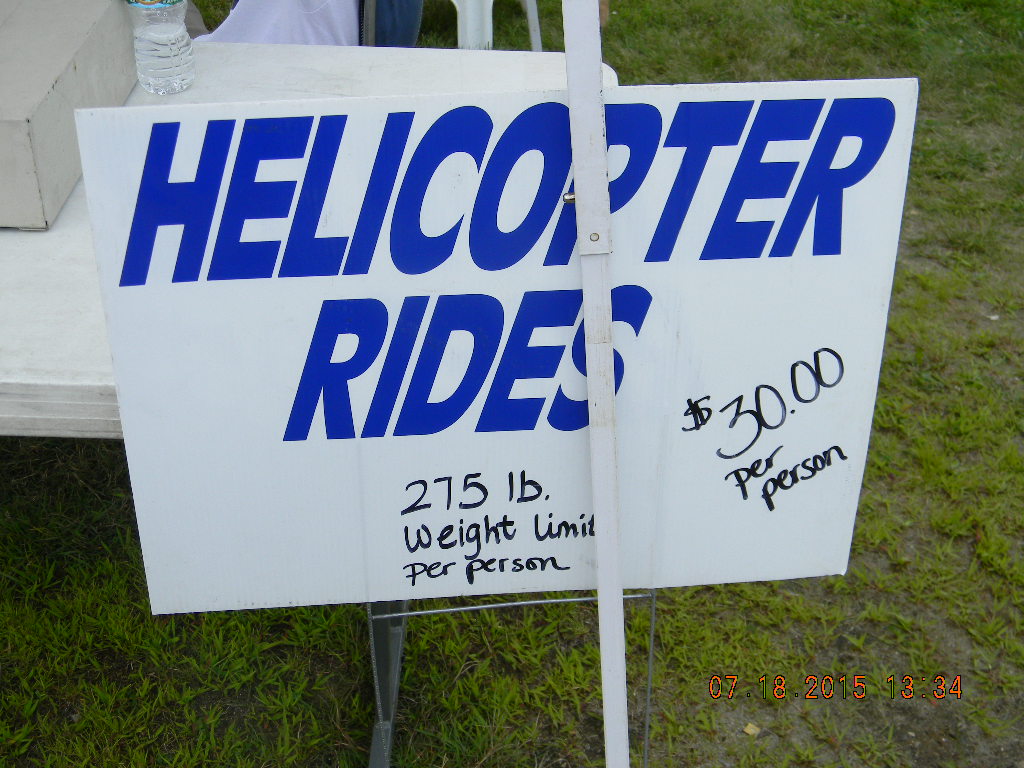 HELICOPTER
RIDES
$30.00
per
person
275 lb.
Weight limit
Per person
07.18.2015 13:34